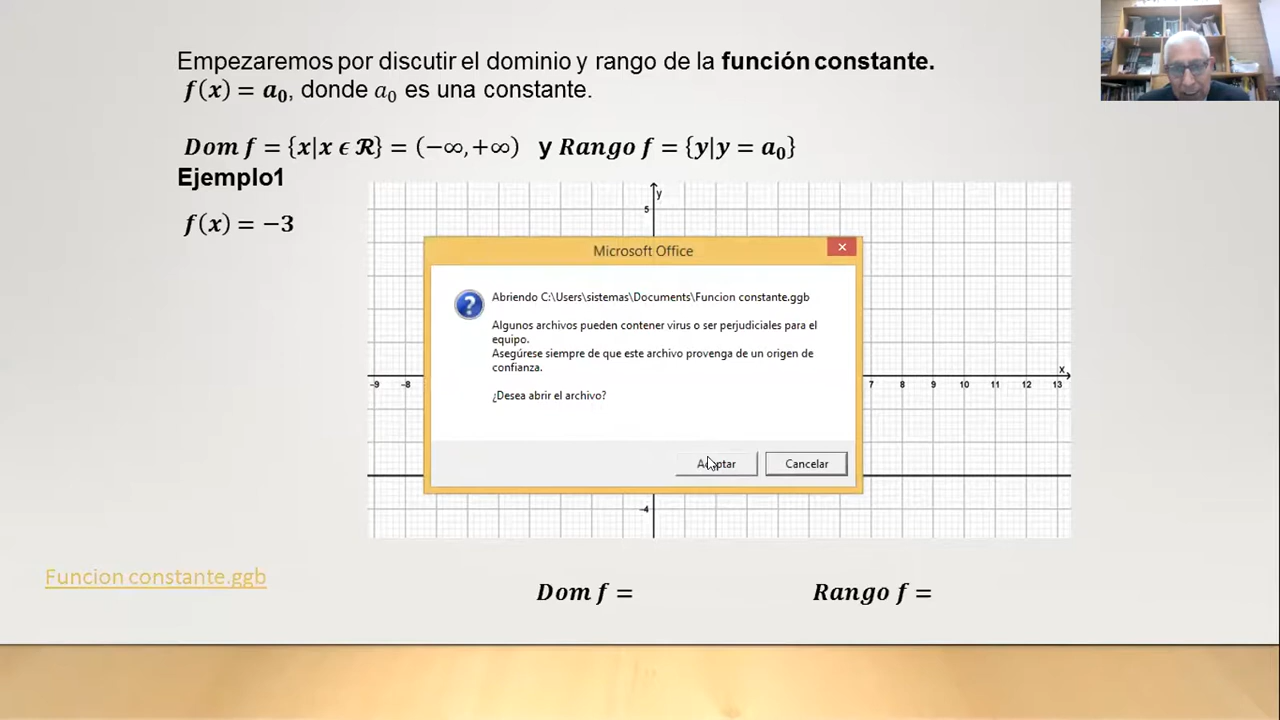 Empezaremos por discutir el dominio y rango de la función constante.
f(x) = a₀, donde a₀ es una constante.
Dom f = {x|x ϵ ℛ} = (−∞,+∞) y Rango f = {y|y = a₀}
Ejemplo1
f(x) = −3
y
5
Microsoft Office
Abriendo C:\Users\sistemas\Documents\Funcion constante.ggb
Algunos archivos pueden contener virus o ser perjudiciales para el
equipo.
Asegúrese siempre de que este archivo provenga de un origen de
confianza.
¿Desea abrir el archivo?
Aceptar Cancelar
x
-9 -8 7 8 9 10 11 12 13
-4
Funcion constante.ggb
Dom f = Rango f =